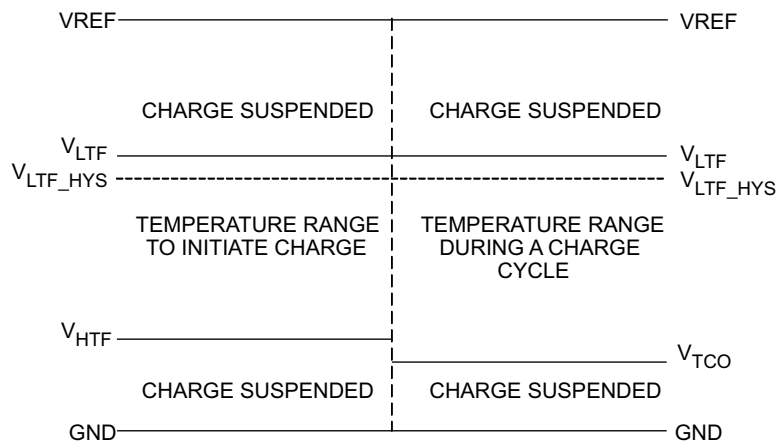 VREF VREF
CHARGE SUSPENDED CHARGE SUSPENDED
VLTF VLTF
VLTF_HYS VLTF_HYS
TEMPERATURE RANGE
TO INITIATE CHARGE
TEMPERATURE RANGE
DURING A CHARGE
CYCLE
VHTF
VTCO
CHARGE SUSPENDED CHARGE SUSPENDED
GND GND